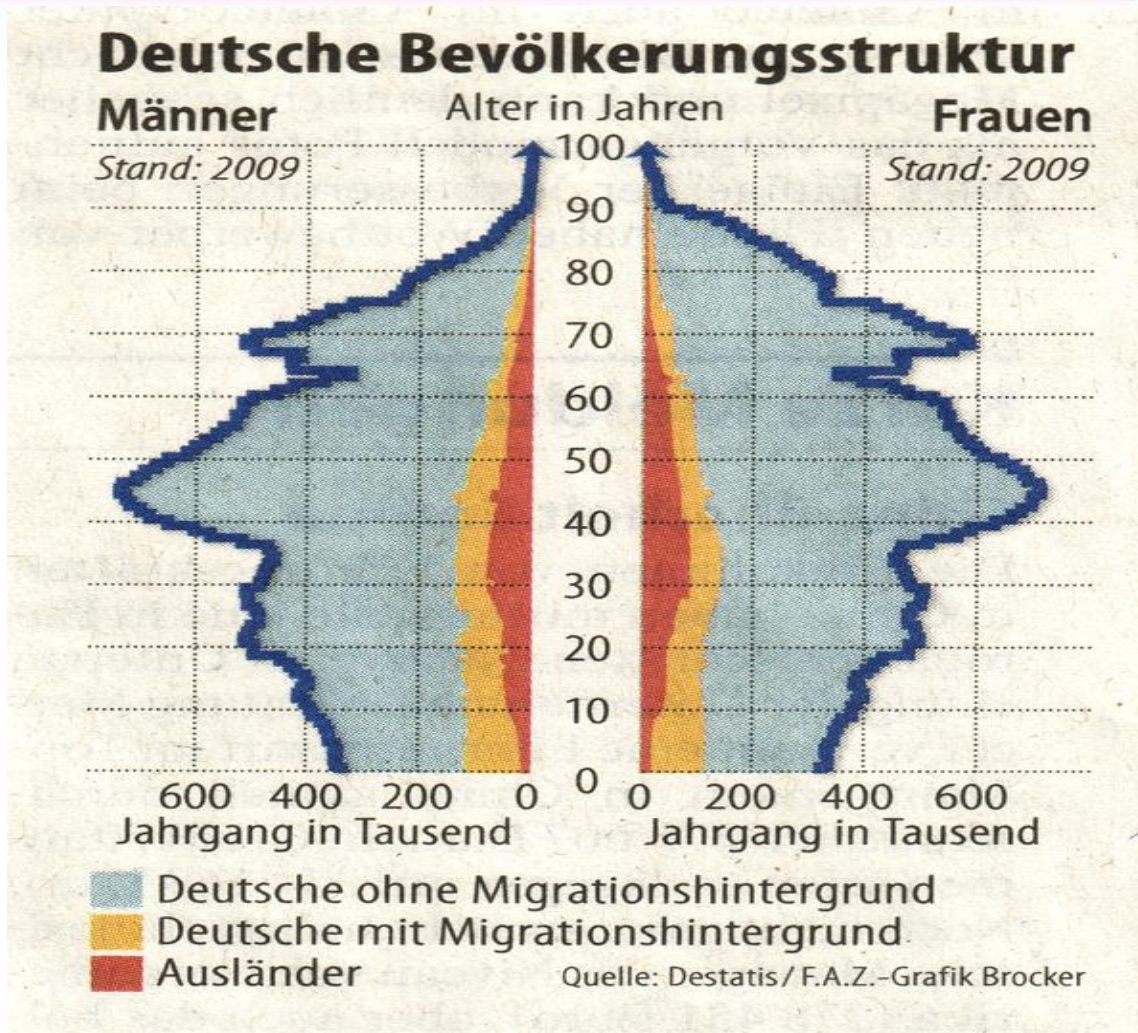 Deutsche Bevölkerungsstruktur
Männer
Alter in Jahren
Frauen
Stand: 2009
Stand: 2009
100
90
80
70
60
50
40
30
20
10
0
600 400 200 0
0 200 400 600
Jahrgang in Tausend
Jahrgang in Tausend
Deutsche ohne Migrationshintergrund
Deutsche mit Migrationshintergrund
Ausländer
Quelle: Destatis / F.A.Z.-Grafik Brocker